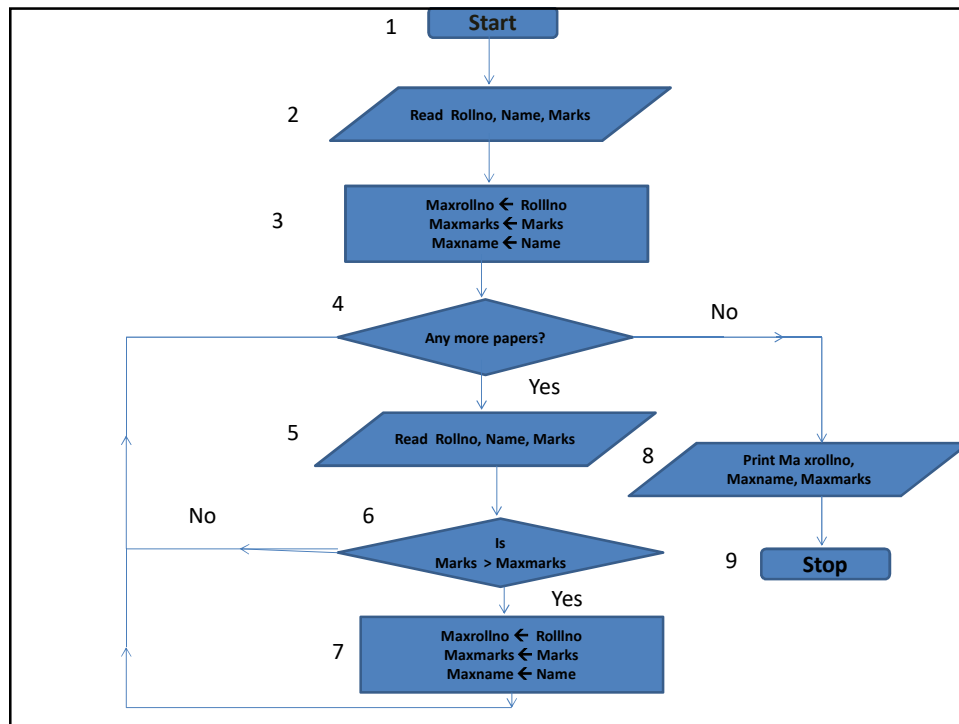 1
Start
2
Read Rollno, Name, Marks
3
Maxrollno ← Rolllno
Maxmarks ← Marks
Maxname ← Name
4
Any more papers?
No
Yes
5
Read Rollno, Name, Marks
8
Print Ma xrollno,
Maxname, Maxmarks
6
No
Is
Marks > Maxmarks
9
Stop
Yes
7
Maxrollno ← Rolllno
Maxmarks ← Marks
Maxname ← Name